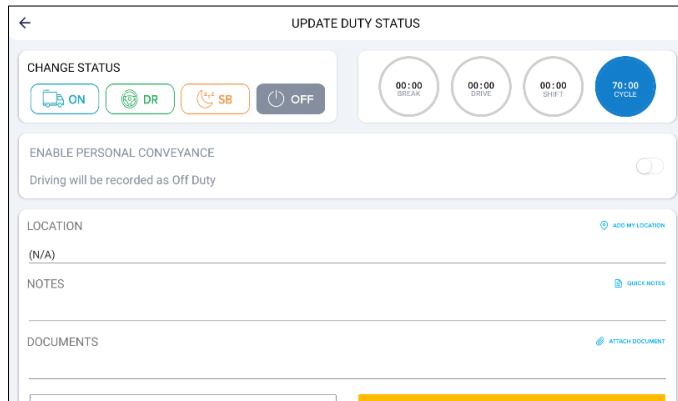 UPDATE DUTY STATUS
CHANGE STATUS
ON
DR
SB
OFF
00:00
BREAK
00:00
DRIVE
00:00
SHIFT
70:00
CYCLE
ENABLE PERSONAL CONVEYANCE
Driving will be recorded as Off Duty
LOCATION
ADD MY LOCATION
(N/A)
NOTES
QUICK NOTES
DOCUMENTS
ATTACH DOCUMENT